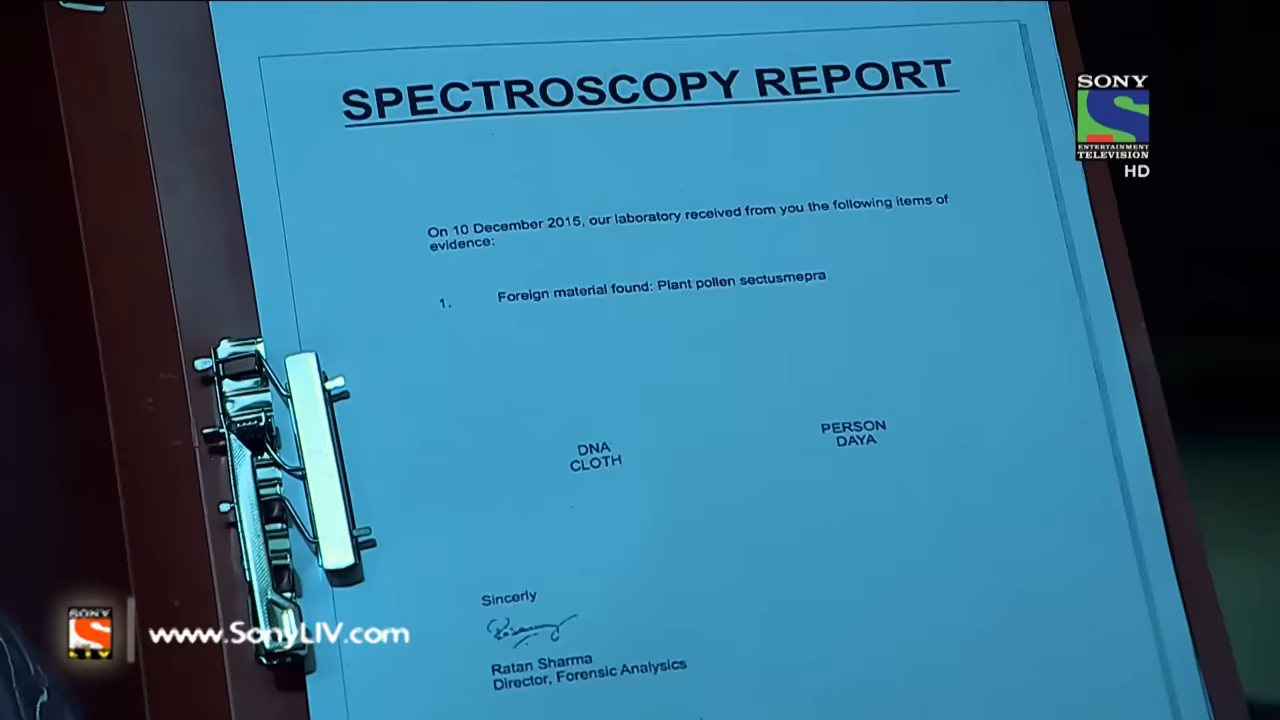 SPECTROSCOPY REPORT
SONY
ENTERTAINMENT
TELEVISION
HD
On 10 December 2015, our laboratory received from you the following items of
evidence:
1. Foreign material found: Plant pollen sectusmepra
DNA PERSON
CLOTH DAYA
Sincerly
Ratan Sharma
Director, Forensic Analysics
SONY
LIV
www.SonyLIV.com